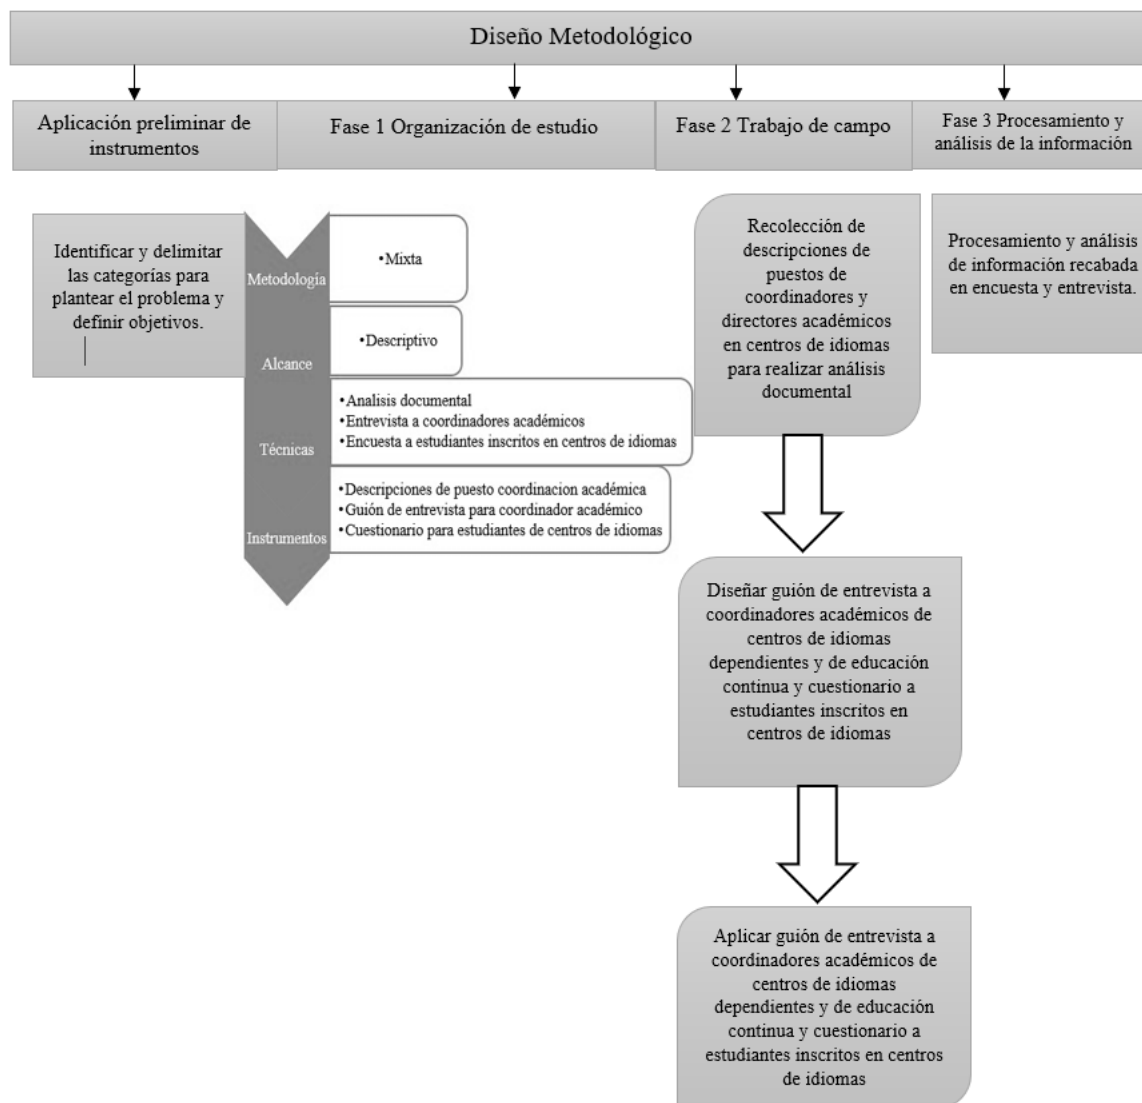 Diseño Metodológico
Aplicación preliminar de
instrumentos
Fase 1 Organización de estudio
Fase 2 Trabajo de campo
Fase 3 Procesamiento y
análisis de la información
Identificar y delimitar
las categorías para
plantear el problema y
definir objetivos.
Metodología
•Mixta
Alcance
•Descriptivo
Técnicas
•Analisis documental
•Entrevista a coordinadores académicos
•Encuesta a estudiantes inscritos en centros de idiomas
Instrumentos
•Descripciones de puesto coordinacion académica
•Guión de entrevista para coordinador académico
•Cuestionario para estudiantes de centros de idiomas
Recolección de
descripciones de
puestos de
coordinadores y
directores académicos
en centros de idiomas
para realizar análisis
documental
Diseñar guión de entrevista a
coordinadores académicos de
centros de idiomas
dependientes y de educación
continua y cuestionario a
estudiantes inscritos en
centros de idiomas
Aplicar guión de entrevista a
coordinadores académicos de
centros de idiomas
dependientes y de educación
continua y cuestionario a
estudiantes inscritos en centros
de idiomas
Procesamiento y análisis
de información recabada
en encuesta y entrevista.